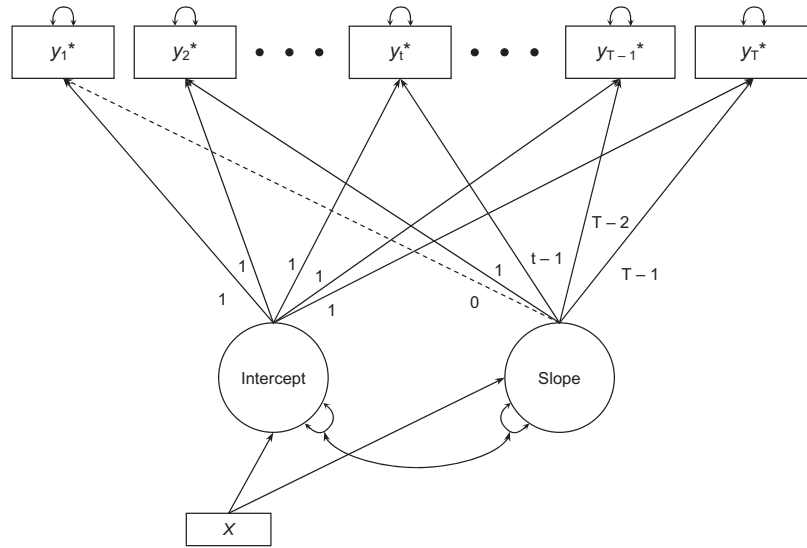 y1* y2* • • • yt* • • • yT – 1* yT*
T – 2
1 1 1 1 t – 1 T – 1
1 1 0
Intercept Slope
X